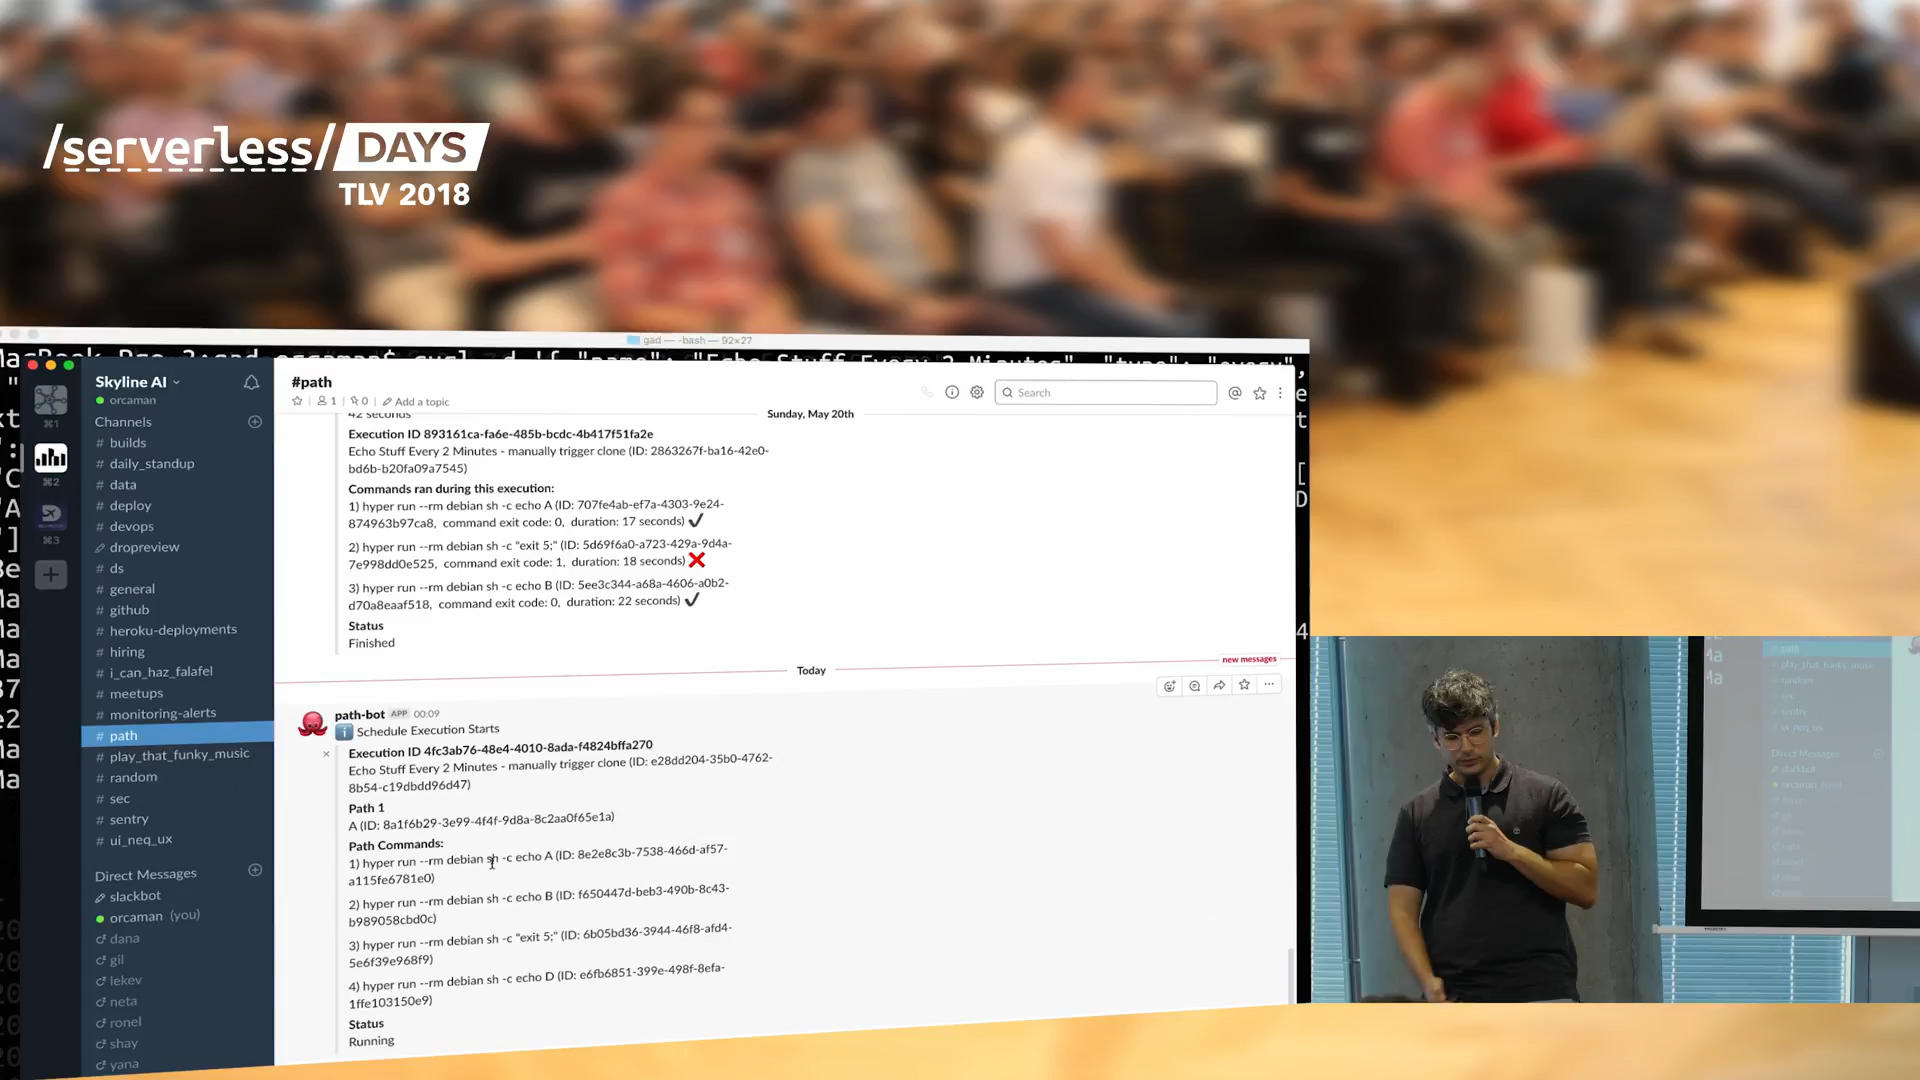 /serverless/ DAYS
TLV 2018
gad — -bash — 92×27
Skyline AI
orcaman
Channels
# builds
# daily_standup
# data
# deploy
# devops
dropreview
# ds
# general
# github
# heroku-deployments
# hiring
# i_can_haz_falafel
# meetups
# monitoring-alerts
# path
# play_that_funky_music
# random
# sec
# sentry
# ui_neq_ux
Direct Messages
slackbot
orcaman (you)
dana
gil
lekev
neta
ronel
shay
yana
⌘1
⌘2
⌘3
#path
1
0
Add a topic
Search
42 seconds
Sunday, May 20th
Execution ID 893161ca-fa6e-485b-bcdc-4b417f51fa2e
Echo Stuff Every 2 Minutes - manually trigger clone (ID: 2863267f-ba16-42e0-
bd6b-b20fa09a7545)
Commands ran during this execution:
1) hyper run --rm debian sh -c echo A (ID: 707fe4ab-ef7a-4303-9e24-
874963b97ca8, command exit code: 0, duration: 17 seconds) ✔
2) hyper run --rm debian sh -c "exit 5;" (ID: 5d69f6a0-a723-429a-9d4a-
7e998dd0e525, command exit code: 1, duration: 18 seconds) ❌
3) hyper run --rm debian sh -c echo B (ID: 5ee3c344-a68a-4606-a0b2-
d70a8eaaf518, command exit code: 0, duration: 22 seconds) ✔
Status
Finished
new messages
Today
path-bot APP 00:09
Schedule Execution Starts
Execution ID 4fc3ab76-48e4-4010-8ada-f4824bffa270
Echo Stuff Every 2 Minutes - manually trigger clone (ID: e28dd204-35b0-4762-
8b54-c19dbdd96d47)
Path 1
A (ID: 8a1f6b29-3e99-4f4f-9d8a-8c2aa0f65e1a)
Path Commands:
1) hyper run --rm debian sh -c echo A (ID: 8e2e8c3b-7538-466d-af57-
a115fe6781e0)
2) hyper run --rm debian sh -c echo B (ID: f650447d-beb3-490b-8c43-
b989058cbd0c)
3) hyper run --rm debian sh -c "exit 5;" (ID: 6b05bd36-3944-46f8-afd4-
5e6f39e968f9)
4) hyper run --rm debian sh -c echo D (ID: e6fb6851-399e-498f-8efa-
1ffe103150e9)
Status
Running